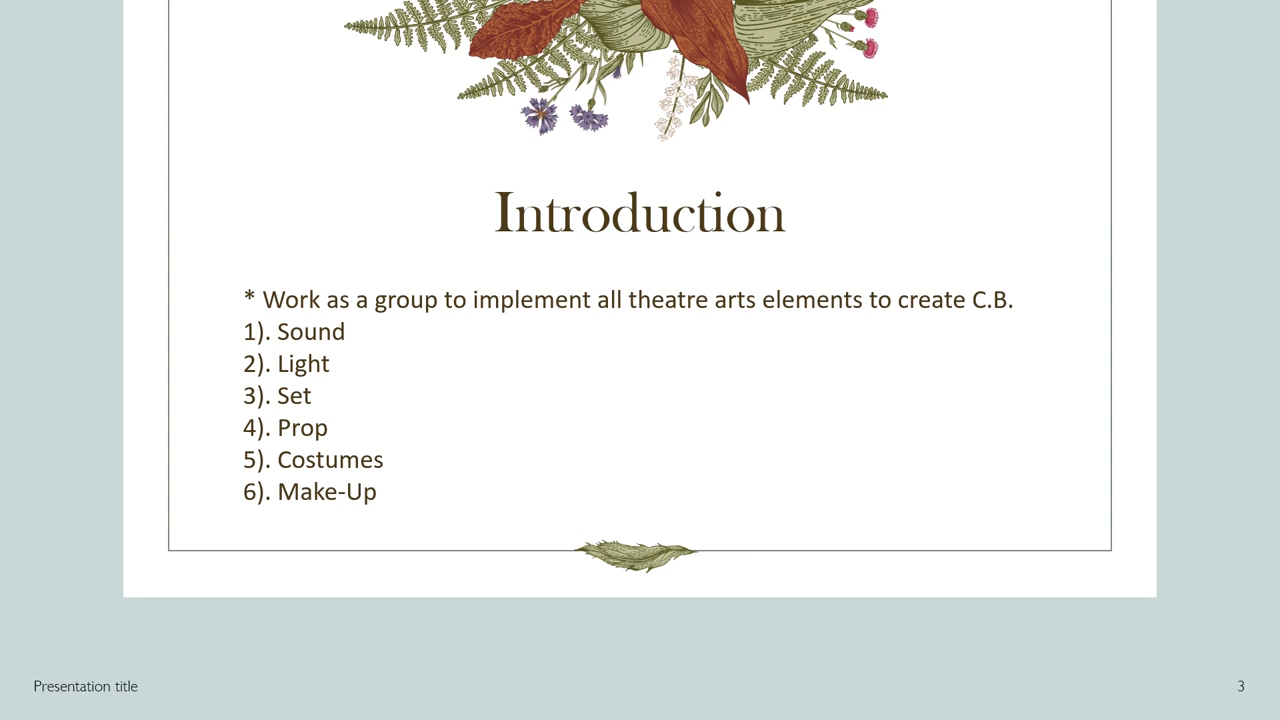 Introduction
* Work as a group to implement all theatre arts elements to create C.B.
1). Sound
2). Light
3). Set
4). Prop
5). Costumes
6). Make-Up
Presentation title
3